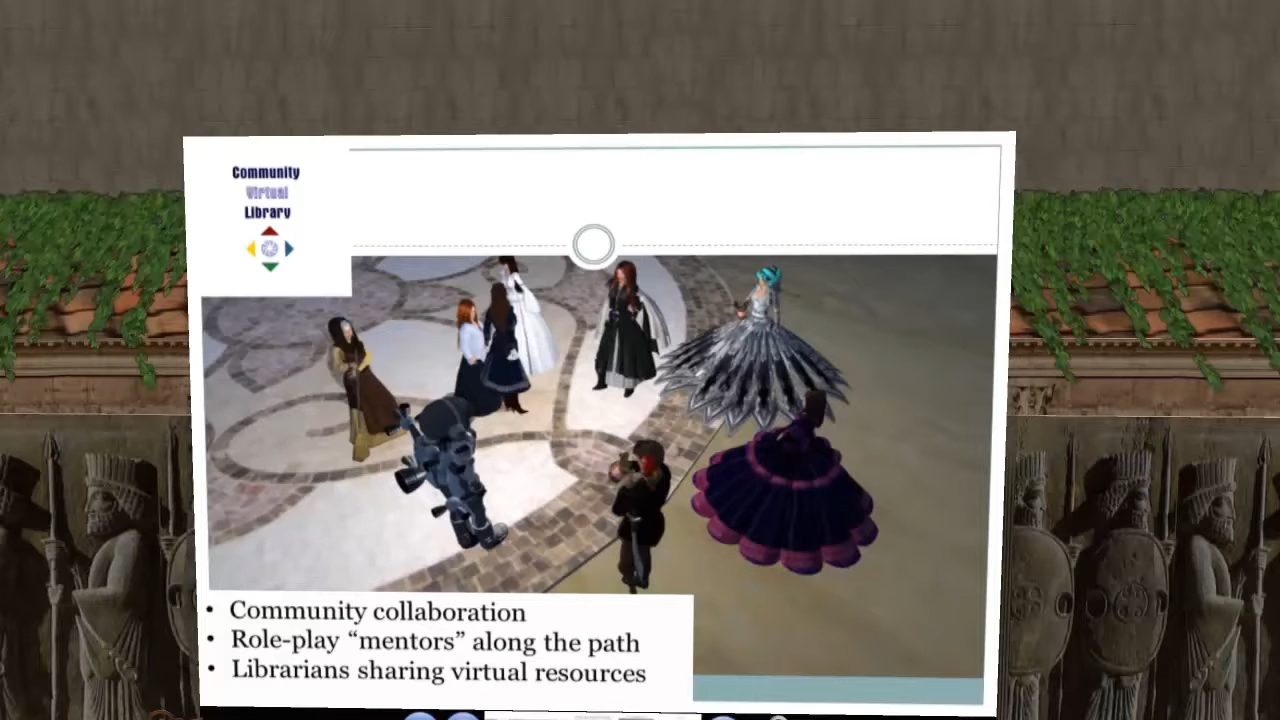 Community
Virtual
Library
• Community collaboration
• Role-play “mentors” along the path
• Librarians sharing virtual resources